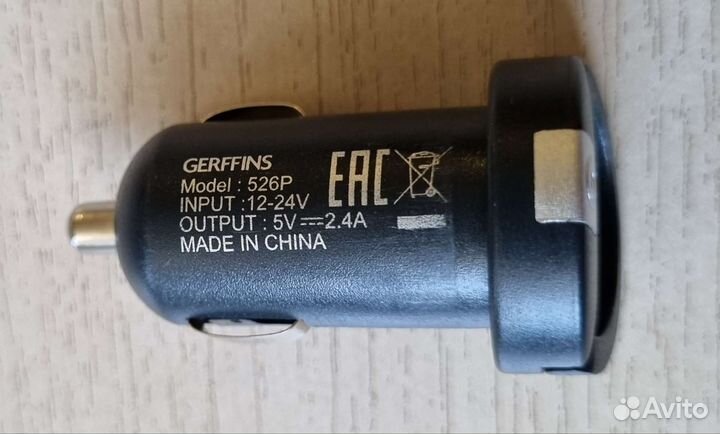 GERFFINS
Model : 526P
INPUT :12-24V
OUTPUT : 5V⎓2.4A
MADE IN CHINA
EAC
Avito